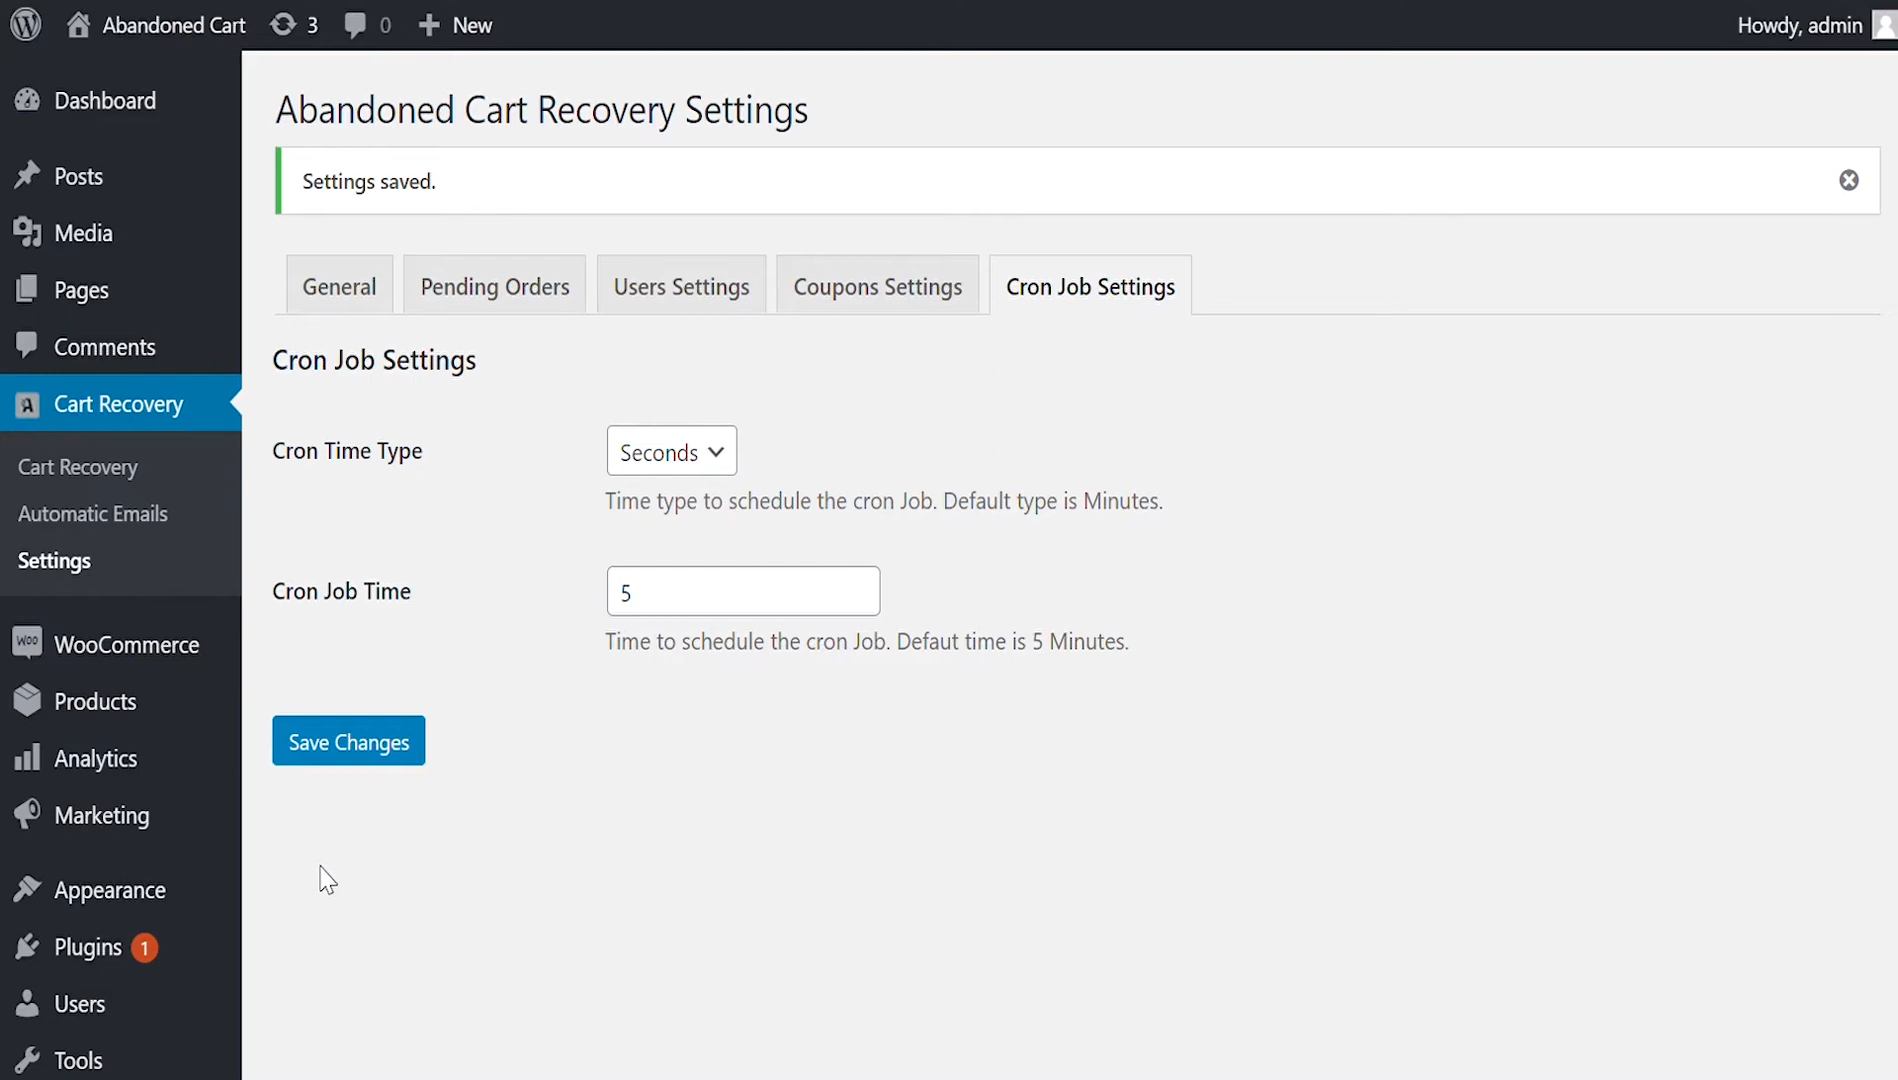 Abandoned Cart 3 0 New Howdy, admin
Dashboard
Posts
Media
Pages
Comments
Cart Recovery
Cart Recovery
Automatic Emails
Settings
WOO WooCommerce
Products
Analytics
Marketing
Appearance
Plugins 1
Users
Tools
Abandoned Cart Recovery Settings
Settings saved.
General Pending Orders Users Settings Coupons Settings Cron Job Settings
Cron Job Settings
Cron Time Type Seconds
Time type to schedule the cron Job. Default type is Minutes.
Cron Job Time 5
Time to schedule the cron Job. Defaut time is 5 Minutes.
Save Changes